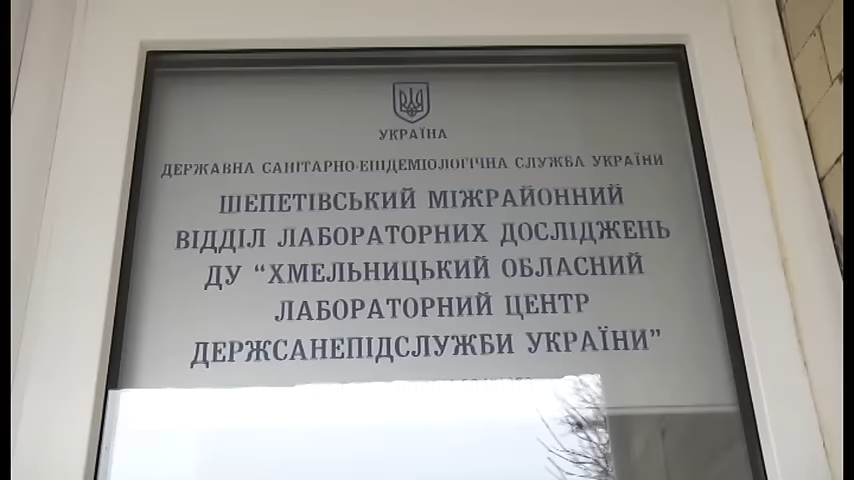 УКРАЇНА
ДЕРЖАВНА САНІТАРНО-ЕПІДЕМІОЛОГІЧНА СЛУЖБА УКРАЇНИ
ШЕПЕТІВСЬКИЙ МІЖРАЙОННИЙ
ВІДДІЛ ЛАБОРАТОРНИХ ДОСЛІДЖЕНЬ
ДУ “ХМЕЛЬНИЦЬКИЙ ОБЛАСНИЙ
ЛАБОРАТОРНИЙ ЦЕНТР
ДЕРЖСАНЕПІДСЛУЖБИ УКРАЇНИ”